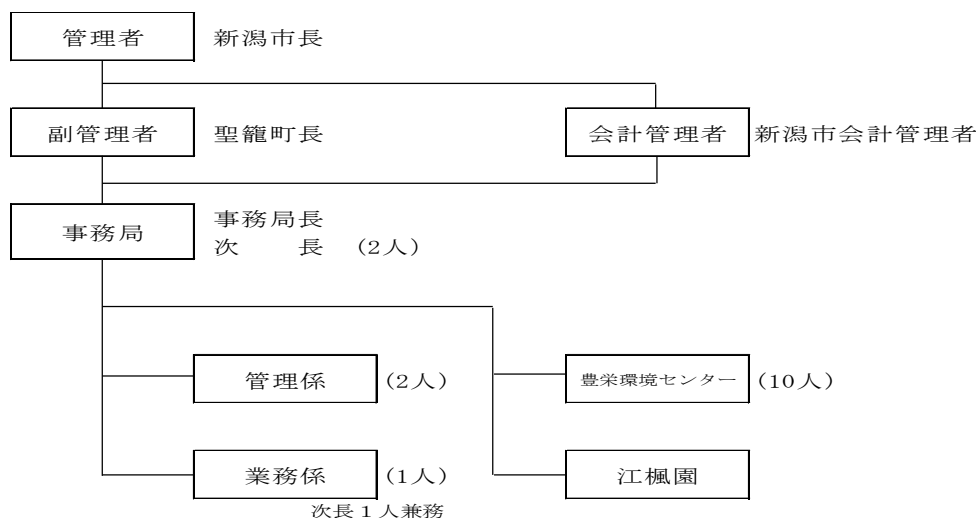 管理者 新潟市長
副管理者 聖籠町長 会計管理者 新潟市会計管理者
事務局 事務局長
次 長 (2人)
管理係 (2人) 豊栄環境センター (10人)
業務係 (1人) 江楓園
次長1人兼務